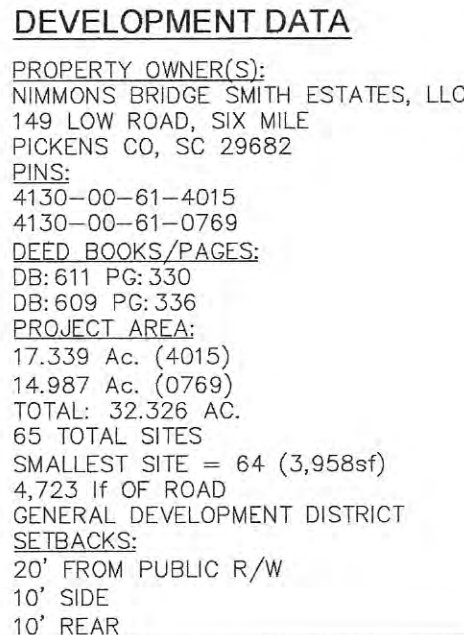 DEVELOPMENT DATA
PROPERTY OWNER(S):
NIMMONS BRIDGE SMITH ESTATES, LLC
149 LOW ROAD, SIX MILE
PICKENS CO, SC 29682
PINS:
4130-00-61-4015
4130-00-61-0769
DEED BOOKS/PAGES:
DB: 611 PG: 330
DB: 609 PG: 336
PROJECT AREA:
17.339 Ac. (4015)
14.987 Ac. (0769)
TOTAL: 32.326 AC.
65 TOTAL SITES
SMALLEST SITE = 64 (3,958sf)
4,723 lf OF ROAD
GENERAL DEVELOPMENT DISTRICT
SETBACKS:
20' FROM PUBLIC R/W
10' SIDE
10' REAR